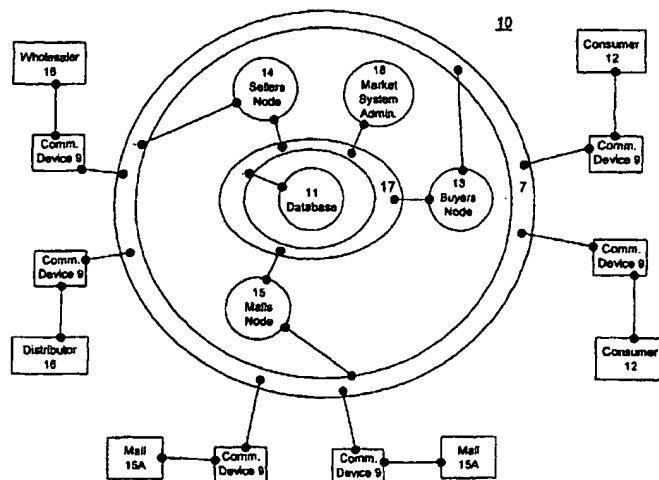 10
Wholesaler
16
Comm.
Device 9
14
Sellers
Node
18
Market
System
Admin.
Consumer
12
Comm.
Device 9
7
11
Database
17
13
Buyers
Node
Comm.
Device 9
Distributor
16
15
Malls
Node
Comm.
Device 9
Consumer
12
Mall
15A
Comm.
Device 9
Comm.
Device 9
Mall
15A